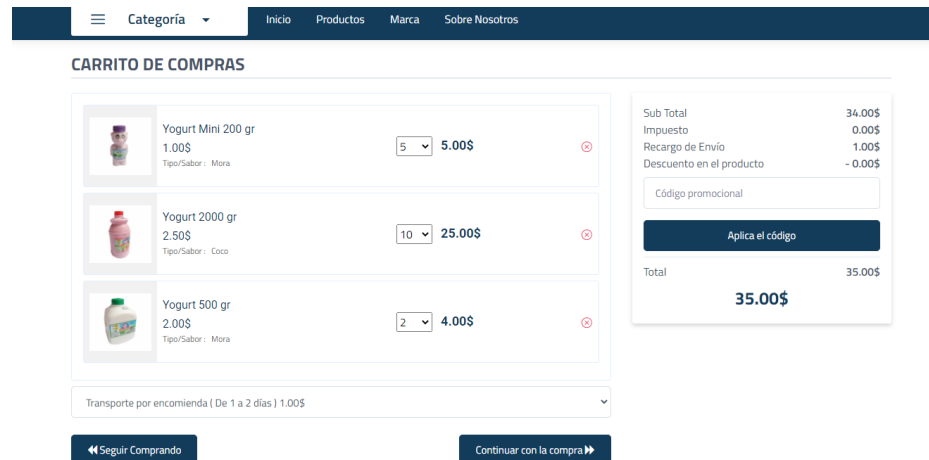 Categoría Inicio Productos Marca Sobre Nosotros
CARRITO DE COMPRAS
Yogurt Mini 200 gr
1.00$
Tipo/Sabor : Mora
5 5.00$
Yogurt 2000 gr
2.50$
Tipo/Sabor : Coco
10 25.00$
Yogurt 500 gr
2.00$
Tipo/Sabor : Mora
2 4.00$
Transporte por encomienda ( De 1 a 2 días ) 1.00$
Seguir Comprando
Continuar con la compra
Sub Total 34.00$
Impuesto 0.00$
Recargo de Envío 1.00$
Descuento en el producto - 0.00$
Código promocional
Aplica el código
Total 35.00$
35.00$